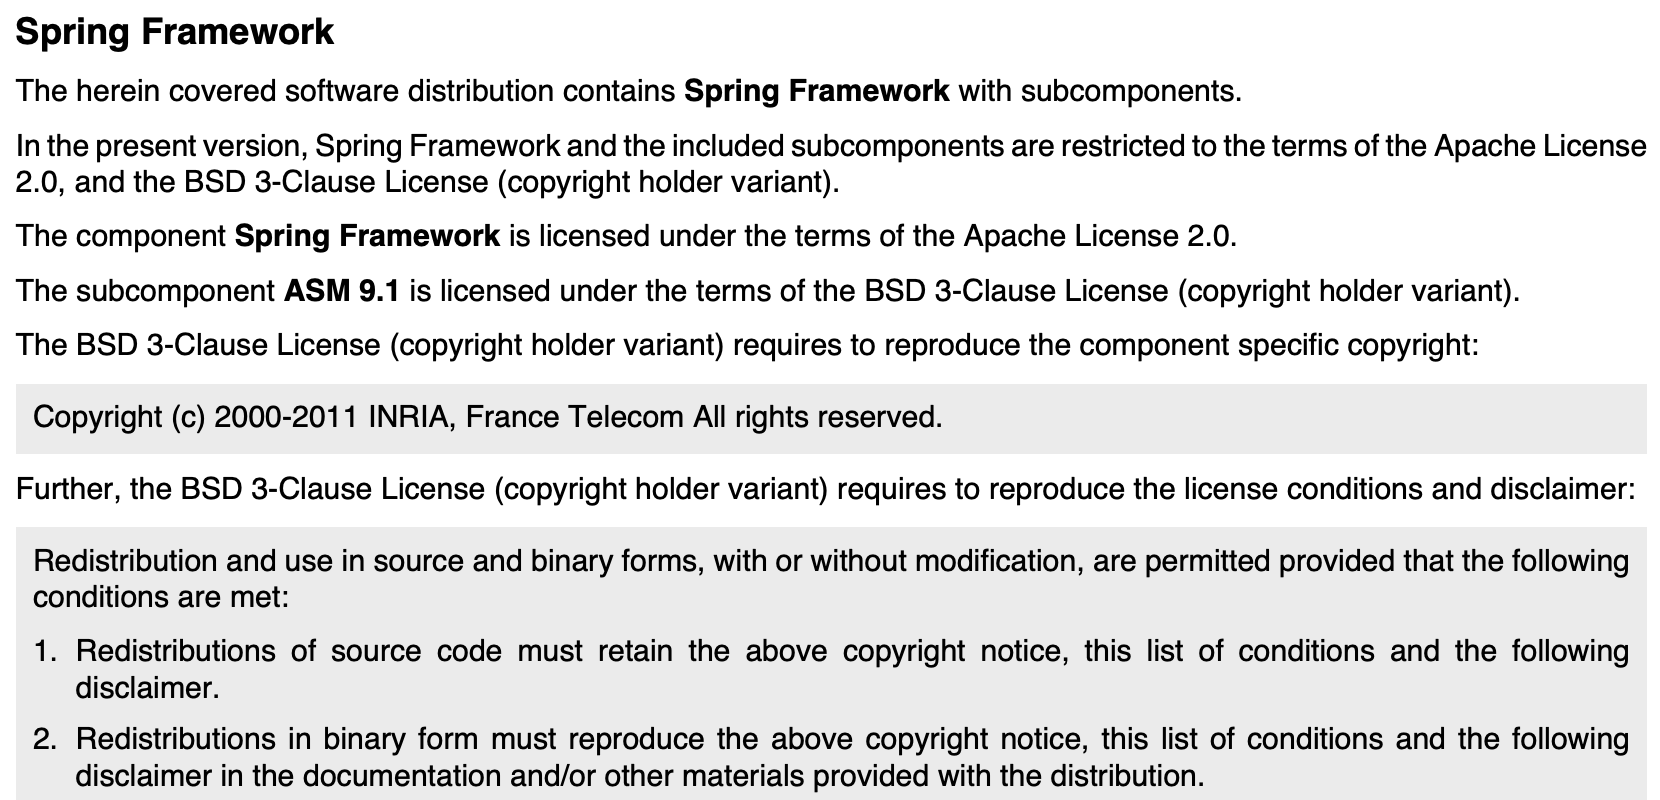 Spring Framework
The herein covered software distribution contains Spring Framework with subcomponents.
In the present version, Spring Framework and the included subcomponents are restricted to the terms of the Apache License
2.0, and the BSD 3-Clause License (copyright holder variant).
The component Spring Framework is licensed under the terms of the Apache License 2.0.
The subcomponent ASM 9.1 is licensed under the terms of the BSD 3-Clause License (copyright holder variant).
The BSD 3-Clause License (copyright holder variant) requires to reproduce the component specific copyright:
Copyright (c) 2000-2011 INRIA, France Telecom All rights reserved.
Further, the BSD 3-Clause License (copyright holder variant) requires to reproduce the license conditions and disclaimer:
Redistribution and use in source and binary forms, with or without modification, are permitted provided that the following
conditions are met:
1. Redistributions of source code must retain the above copyright notice, this list of conditions and the following
disclaimer.
2. Redistributions in binary form must reproduce the above copyright notice, this list of conditions and the following
disclaimer in the documentation and/or other materials provided with the distribution.